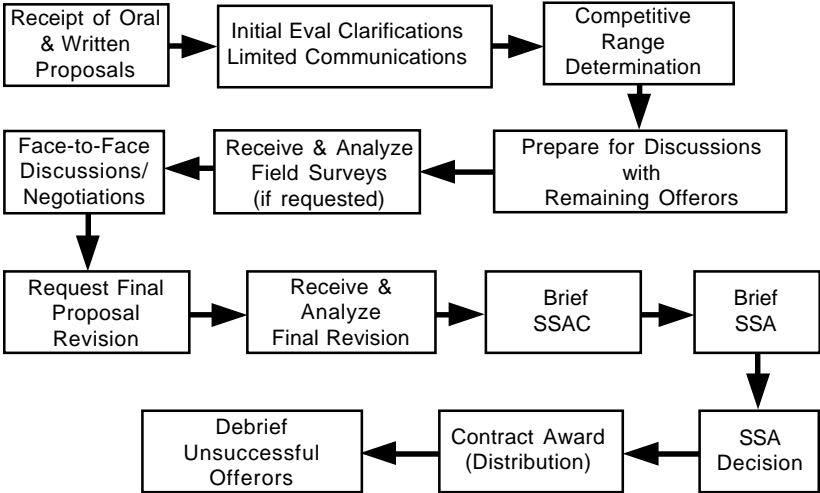 Receipt of Oral
& Written
Proposals
Initial Eval Clarifications
Limited Communications
Competitive
Range
Determination
Prepare for Discussions
with
Remaining Offerors
Receive & Analyze
Field Surveys
(if requested)
Face-to-Face
Discussions/
Negotiations
Request Final
Proposal
Revision
Receive &
Analyze
Final Revision
Brief
SSAC
Brief
SSA
SSA
Decision
Contract Award
(Distribution)
Debrief
Unsuccessful
Offerors